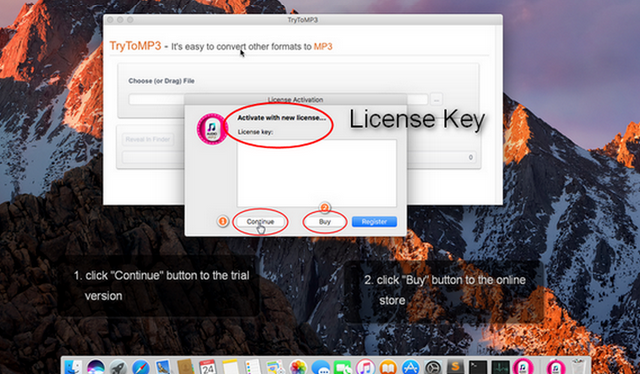 TryToMP3
TryToMP3 - It's easy to convert other formats to MP3
Choose (or Drag) File
...
License Activation
Activate with new license...
License key:
License Key
Reveal in Finder
0
2
1
Continue
Buy
Register
1. click "Continue" button to the trial
version
2. click "Buy" button to the online
store
24